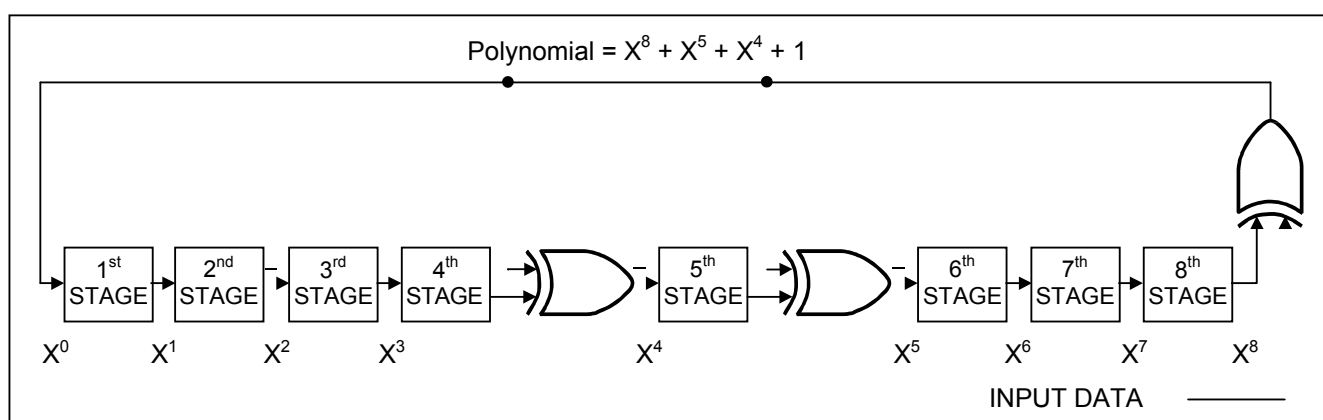 Polynomial = X⁸ + X⁵ + X⁴ + 1
1st STAGE
2nd STAGE
3rd STAGE
4th STAGE
5th STAGE
6th STAGE
7th STAGE
8th STAGE
X⁰ X¹ X² X³ X⁴ X⁵ X⁶ X⁷ X⁸
INPUT DATA